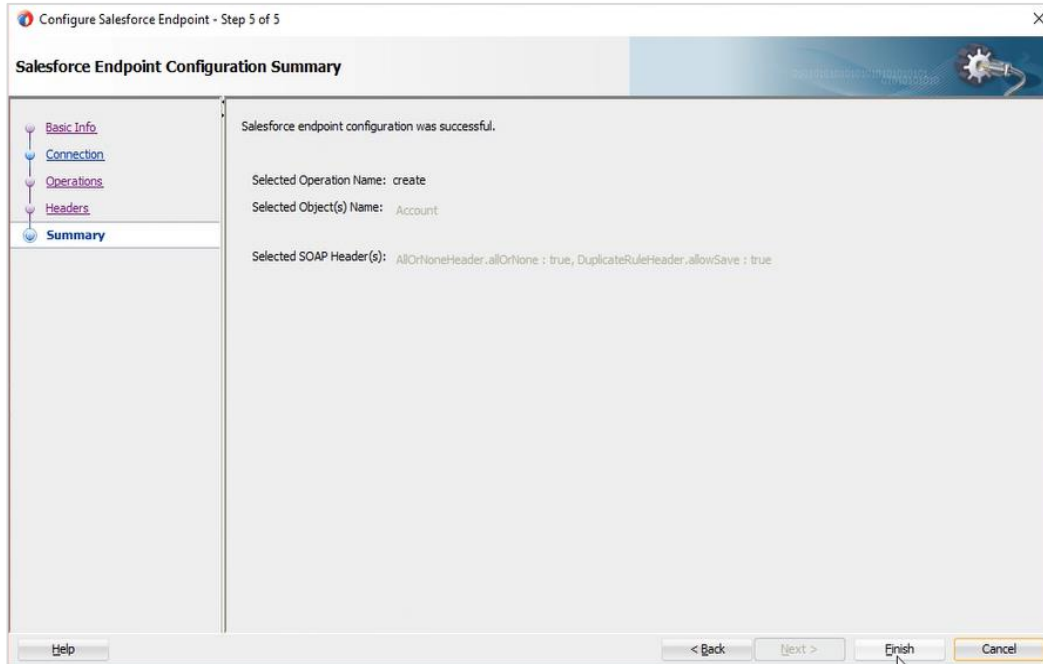 Configure Salesforce Endpoint - Step 5 of 5
Salesforce Endpoint Configuration Summary
Basic Info
Connection
Operations
Headers
Summary
Salesforce endpoint configuration was successful.
Selected Operation Name: create
Selected Object(s) Name: Account
Selected SOAP Header(s): AllOrNoneHeader.allOrNone : true, DuplicateRuleHeader.allowSave : true
Help
< Back
Next >
Finish
Cancel